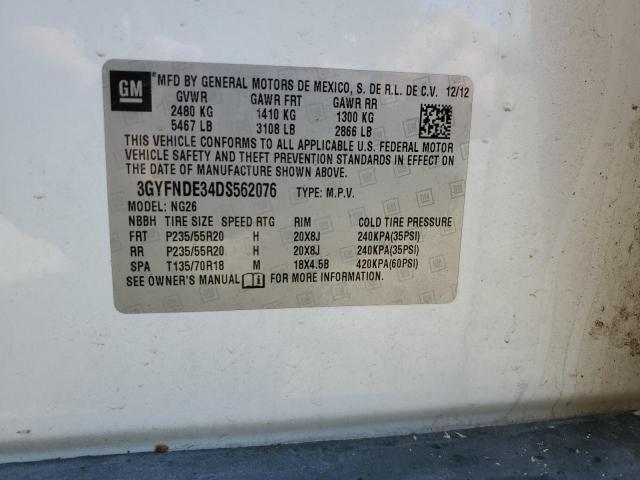 GM
®MFD BY GENERAL MOTORS DE MEXICO, S. DE R.L. DE C.V. 12/12
GVWR GAWR FRT GAWR RR
2480 KG 1410 KG 1300 KG
5467 LB 3108 LB 2866 LB
THIS VEHICLE CONFORMS TO ALL APPLICABLE U.S. FEDERAL MOTOR
VEHICLE SAFETY AND THEFT PREVENTION STANDARDS IN EFFECT ON
THE DATE OF MANUFACTURE SHOWN ABOVE.
3GYFNDE34DS562076 TYPE: M.P.V.
MODEL: NG26
NBBH TIRE SIZE SPEED RTG RIM COLD TIRE PRESSURE
FRT P235/55R20 H 20X8J 240KPA(35PSI)
RR P235/55R20 H 20X8J 240KPA(35PSI)
SPA T135/70R18 M 18X4.5B 420KPA(60PSI)
SEE OWNER'S MANUAL FOR MORE INFORMATION.